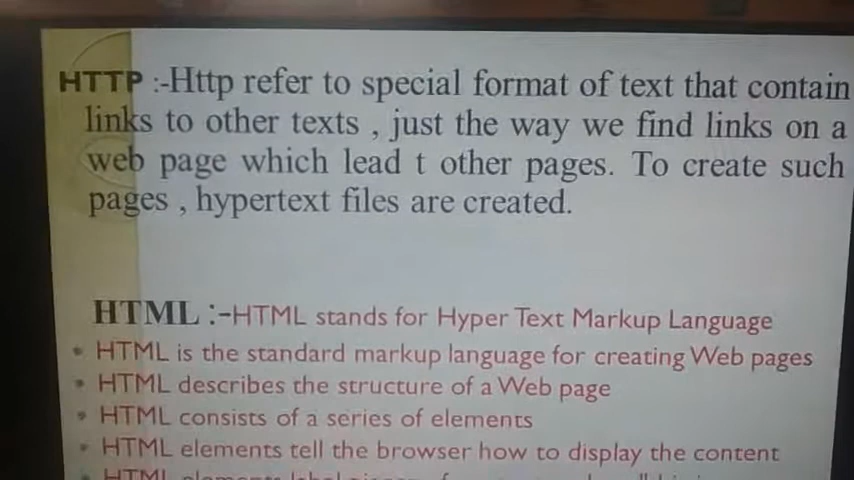 HTTP :-Http refer to special format of text that contain
links to other texts , just the way we find links on a
web page which lead t other pages. To create such
pages , hypertext files are created.
HTML :-HTML stands for Hyper Text Markup Language
• HTML is the standard markup language for creating Web pages
• HTML describes the structure of a Web page
• HTML consists of a series of elements
• HTML elements tell the browser how to display the content
HTML elements label